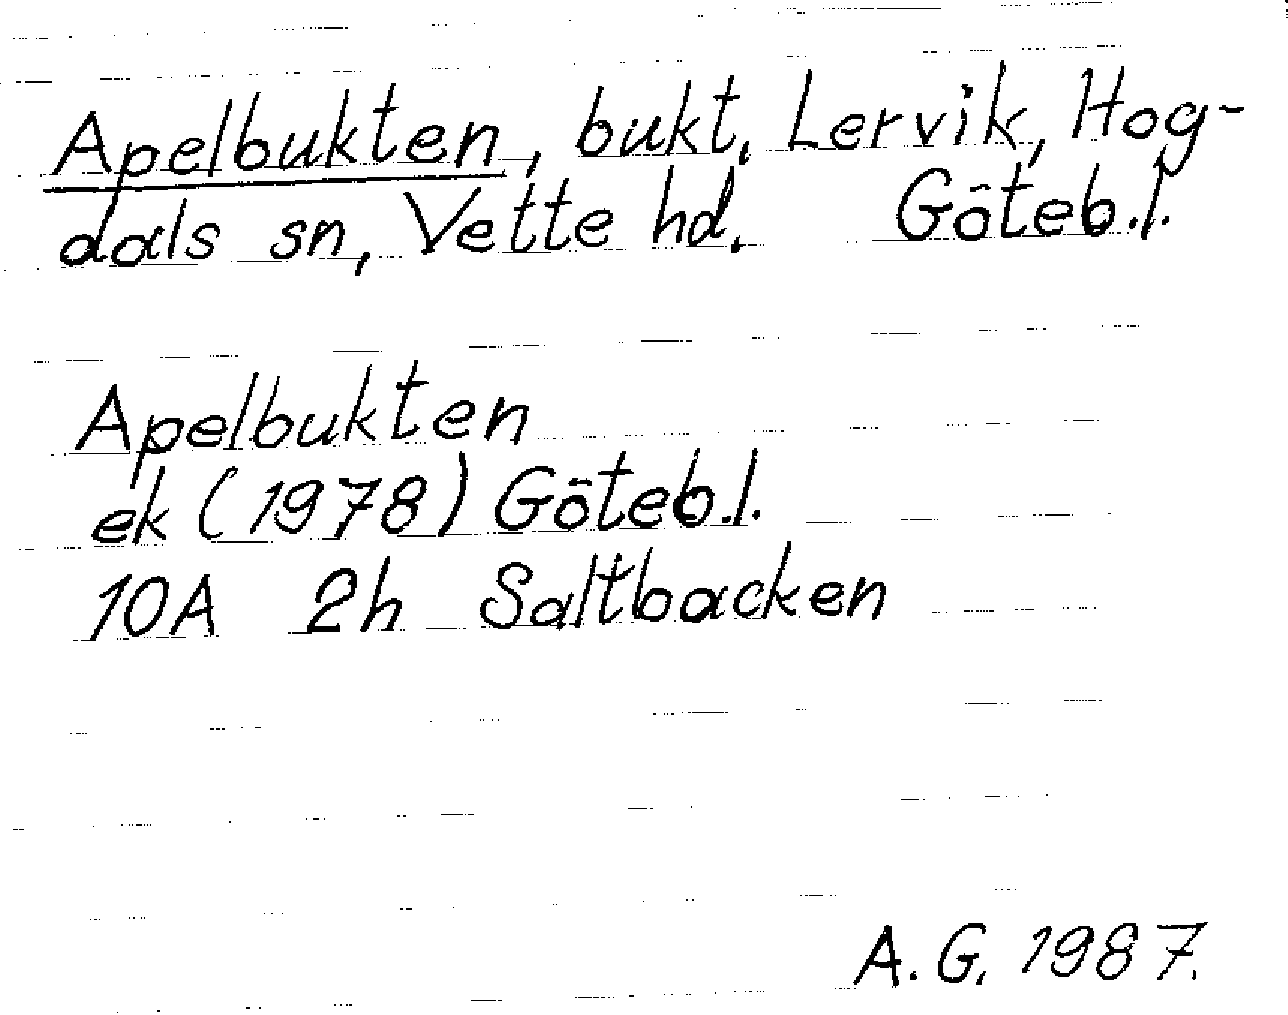 Apelbukten, bukt, Lervik, Hog-
dals sn, Vette hd. Göteb.l.
Apelbukten
ek (1978) Göteb.l.
10A 2h Saltbacken
A.G. 1987.